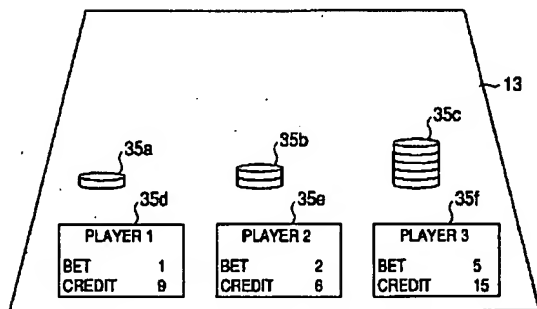 13
35a
35b
35c
35d
35e
35f
PLAYER 1
BET 1
CREDIT 9
PLAYER 2
BET 2
CREDIT 6
PLAYER 3
BET 5
CREDIT 15